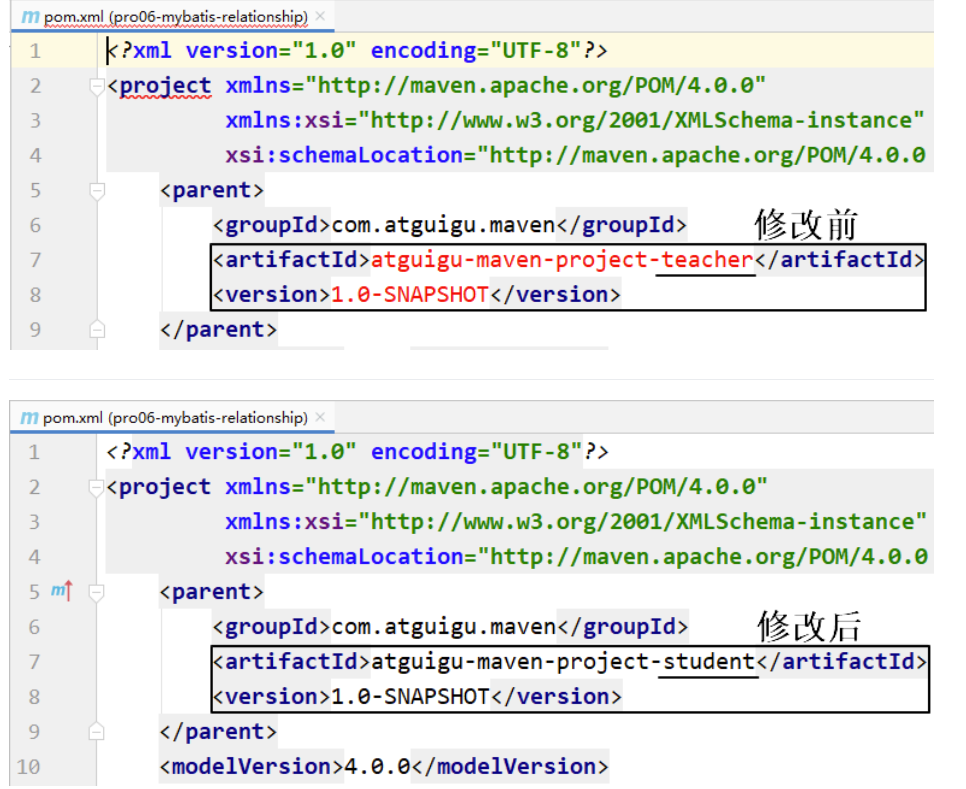 m pom.xml (pro06-mybatis-relationship) ×
1 <?xml version="1.0" encoding="UTF-8"?>
2 <project xmlns="http://maven.apache.org/POM/4.0.0"
3 xmlns:xsi="http://www.w3.org/2001/XMLSchema-instance"
4 xsi:schemaLocation="http://maven.apache.org/POM/4.0.0
5 <parent>
6 <groupId>com.atguigu.maven</groupId> 修改前
7 <artifactId>atguigu-maven-project-teacher</artifactId>
8 <version>1.0-SNAPSHOT</version>
9 </parent>
m pom.xml (pro06-mybatis-relationship) ×
1 <?xml version="1.0" encoding="UTF-8"?>
2 <project xmlns="http://maven.apache.org/POM/4.0.0"
3 xmlns:xsi="http://www.w3.org/2001/XMLSchema-instance"
4 xsi:schemaLocation="http://maven.apache.org/POM/4.0.0
5 m↑ <parent>
6 <groupId>com.atguigu.maven</groupId> 修改后
7 <artifactId>atguigu-maven-project-student</artifactId>
8 <version>1.0-SNAPSHOT</version>
9 </parent>
10 <modelVersion>4.0.0</modelVersion>